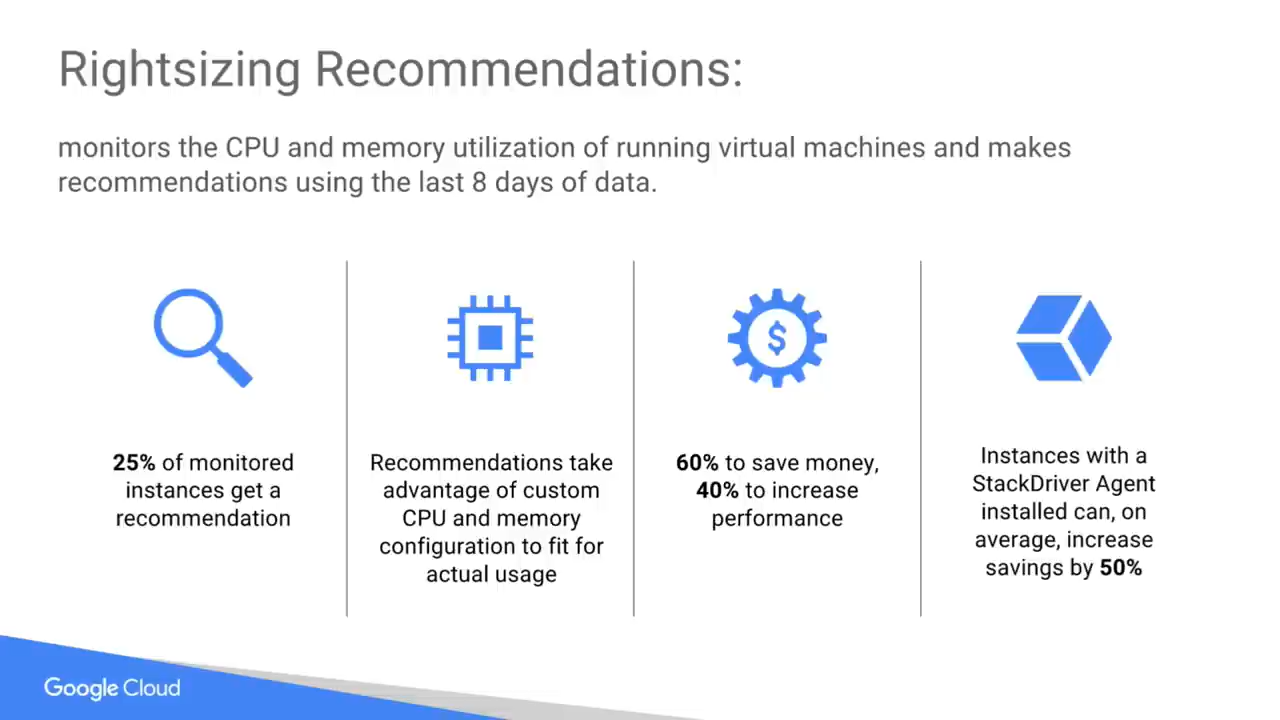 Rightsizing Recommendations:
monitors the CPU and memory utilization of running virtual machines and makes
recommendations using the last 8 days of data.
25% of monitored
instances get a
recommendation
Recommendations take
advantage of custom
CPU and memory
configuration to fit for
actual usage
$
60% to save money,
40% to increase
performance
Instances with a
StackDriver Agent
installed can, on
average, increase
savings by 50%
Google Cloud